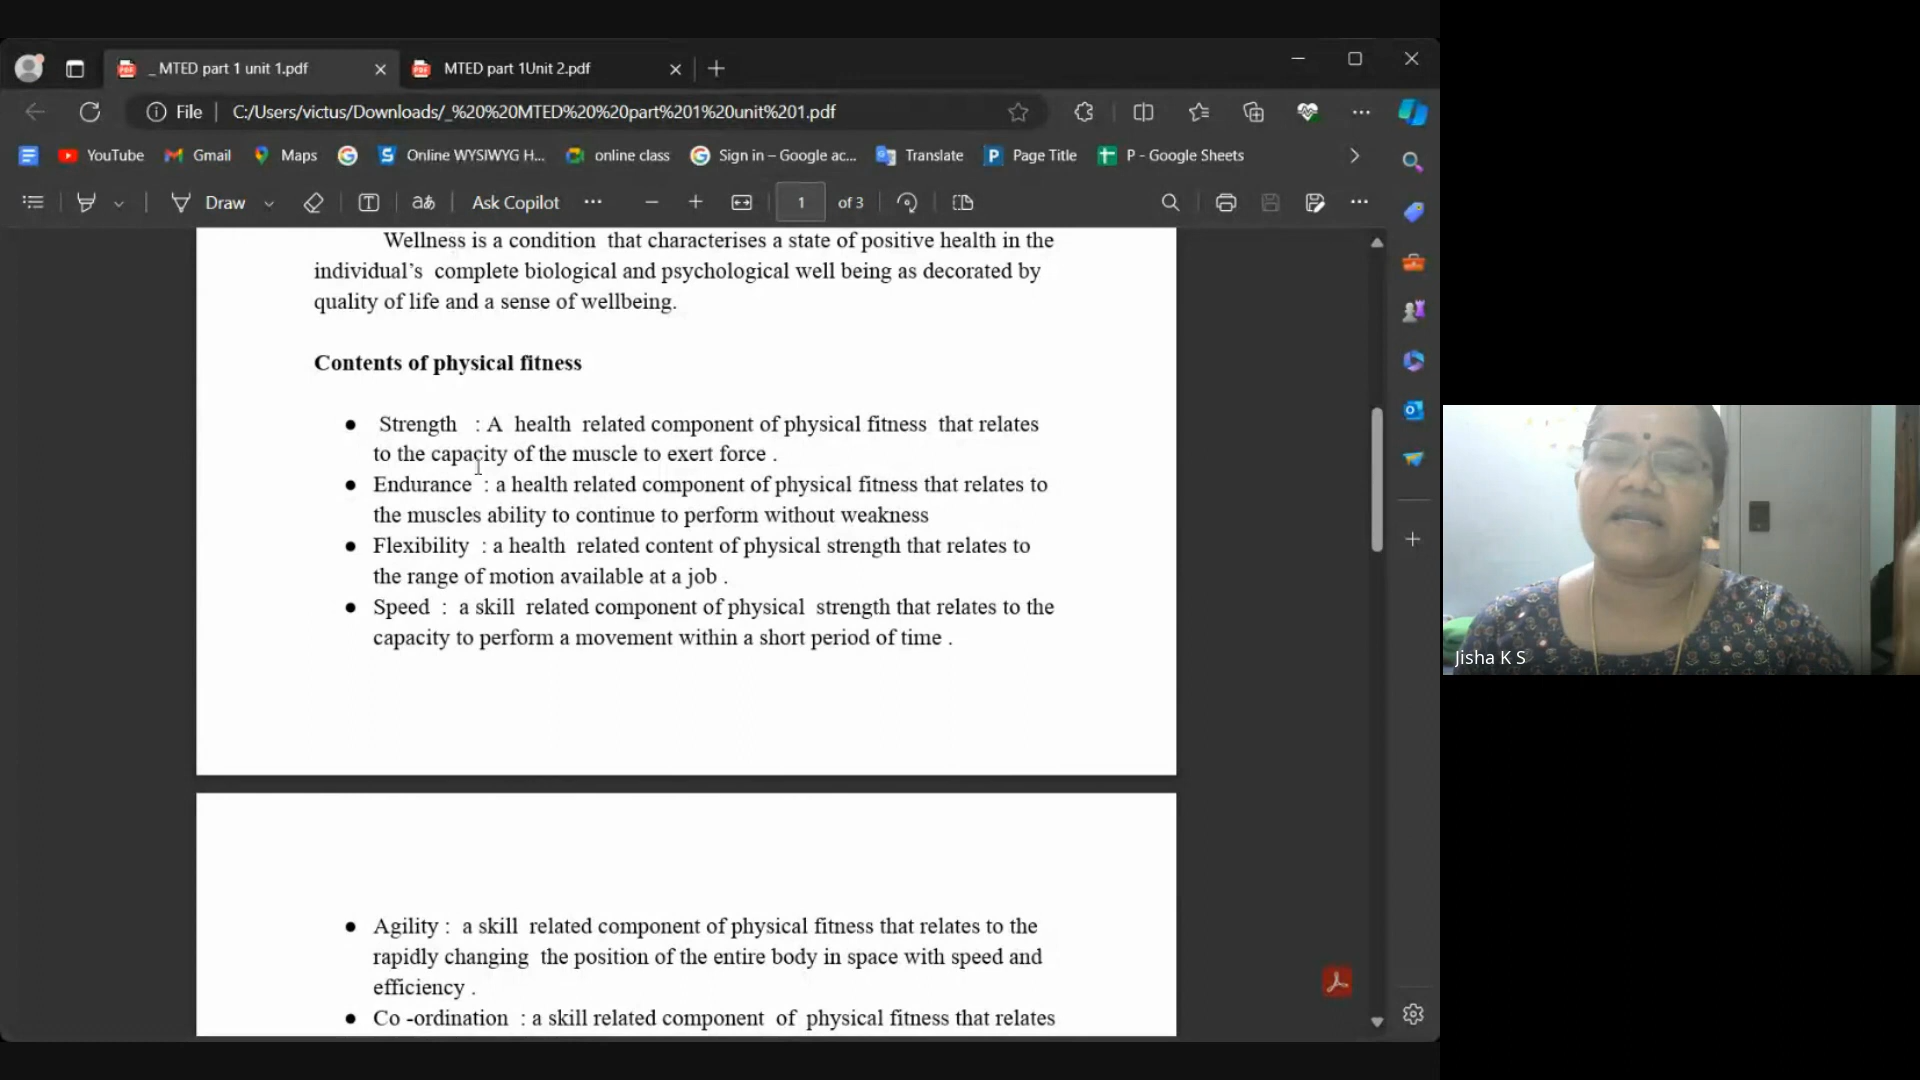 _ MTED part 1 unit 1.pdf
MTED part 1Unit 2.pdf
File
C:/Users/victus/Downloads/_%20%20MTED%20%20part%201%20unit%201.pdf
YouTube
Gmail
Maps
Online WYSIWYG H...
online class
Sign in – Google ac...
Translate
Page Title
P - Google Sheets
Draw
Ask Copilot
1 of 3
Wellness is a condition that characterises a state of positive health in the
individual’s complete biological and psychological well being as decorated by
quality of life and a sense of wellbeing.
Contents of physical fitness
● Strength : A health related component of physical fitness that relates
to the capacity of the muscle to exert force .
● Endurance : a health related component of physical fitness that relates to
the muscles ability to continue to perform without weakness
● Flexibility : a health related content of physical strength that relates to
the range of motion available at a job .
● Speed : a skill related component of physical strength that relates to the
capacity to perform a movement within a short period of time .
● Agility : a skill related component of physical fitness that relates to the
rapidly changing the position of the entire body in space with speed and
efficiency .
● Co -ordination : a skill related component of physical fitness that relates
Jisha K S